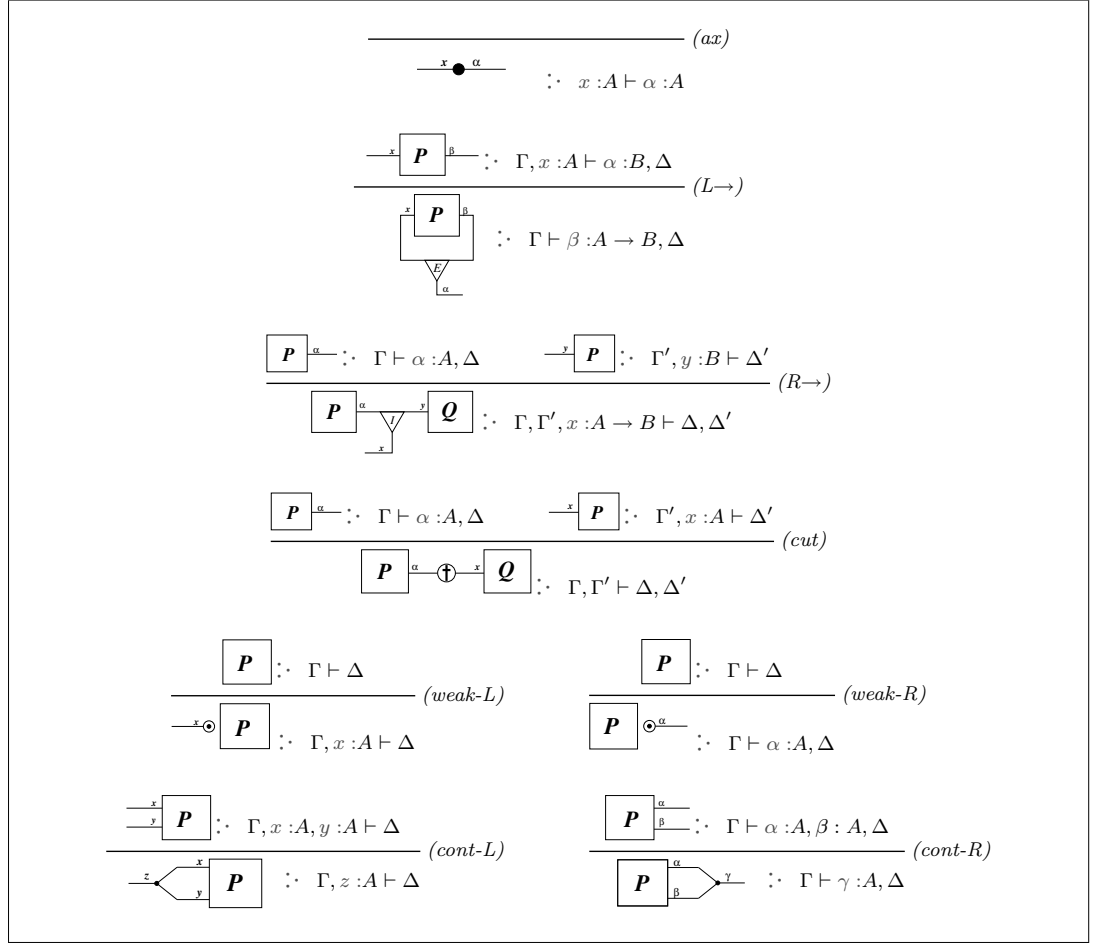 (ax)
x α ⋮· x : A ⊢ α : A
x P β ⋮· Γ, x : A ⊢ α : B, Δ
(L→)
x P β ⋮· Γ ⊢ β : A → B, Δ
E
α
P α ⋮· Γ ⊢ α : A, Δ y P ⋮· Γ′, y : B ⊢ Δ′
(R→)
P α I y Q ⋮· Γ, Γ′, x : A → B ⊢ Δ, Δ′
x
P α ⋮· Γ ⊢ α : A, Δ x P ⋮· Γ′, x : A ⊢ Δ′
(cut)
P α † x Q ⋮· Γ, Γ′ ⊢ Δ, Δ′
P ⋮· Γ ⊢ Δ P ⋮· Γ ⊢ Δ
(weak-L) (weak-R)
x ⊙ P ⋮· Γ, x : A ⊢ Δ P ⊙ α ⋮· Γ ⊢ α : A, Δ
x y P ⋮· Γ, x : A, y : A ⊢ Δ P α β ⋮· Γ ⊢ α : A, β : A, Δ
(cont-L) (cont-R)
z x y P ⋮· Γ, z : A ⊢ Δ P α β γ ⋮· Γ ⊢ γ : A, Δ